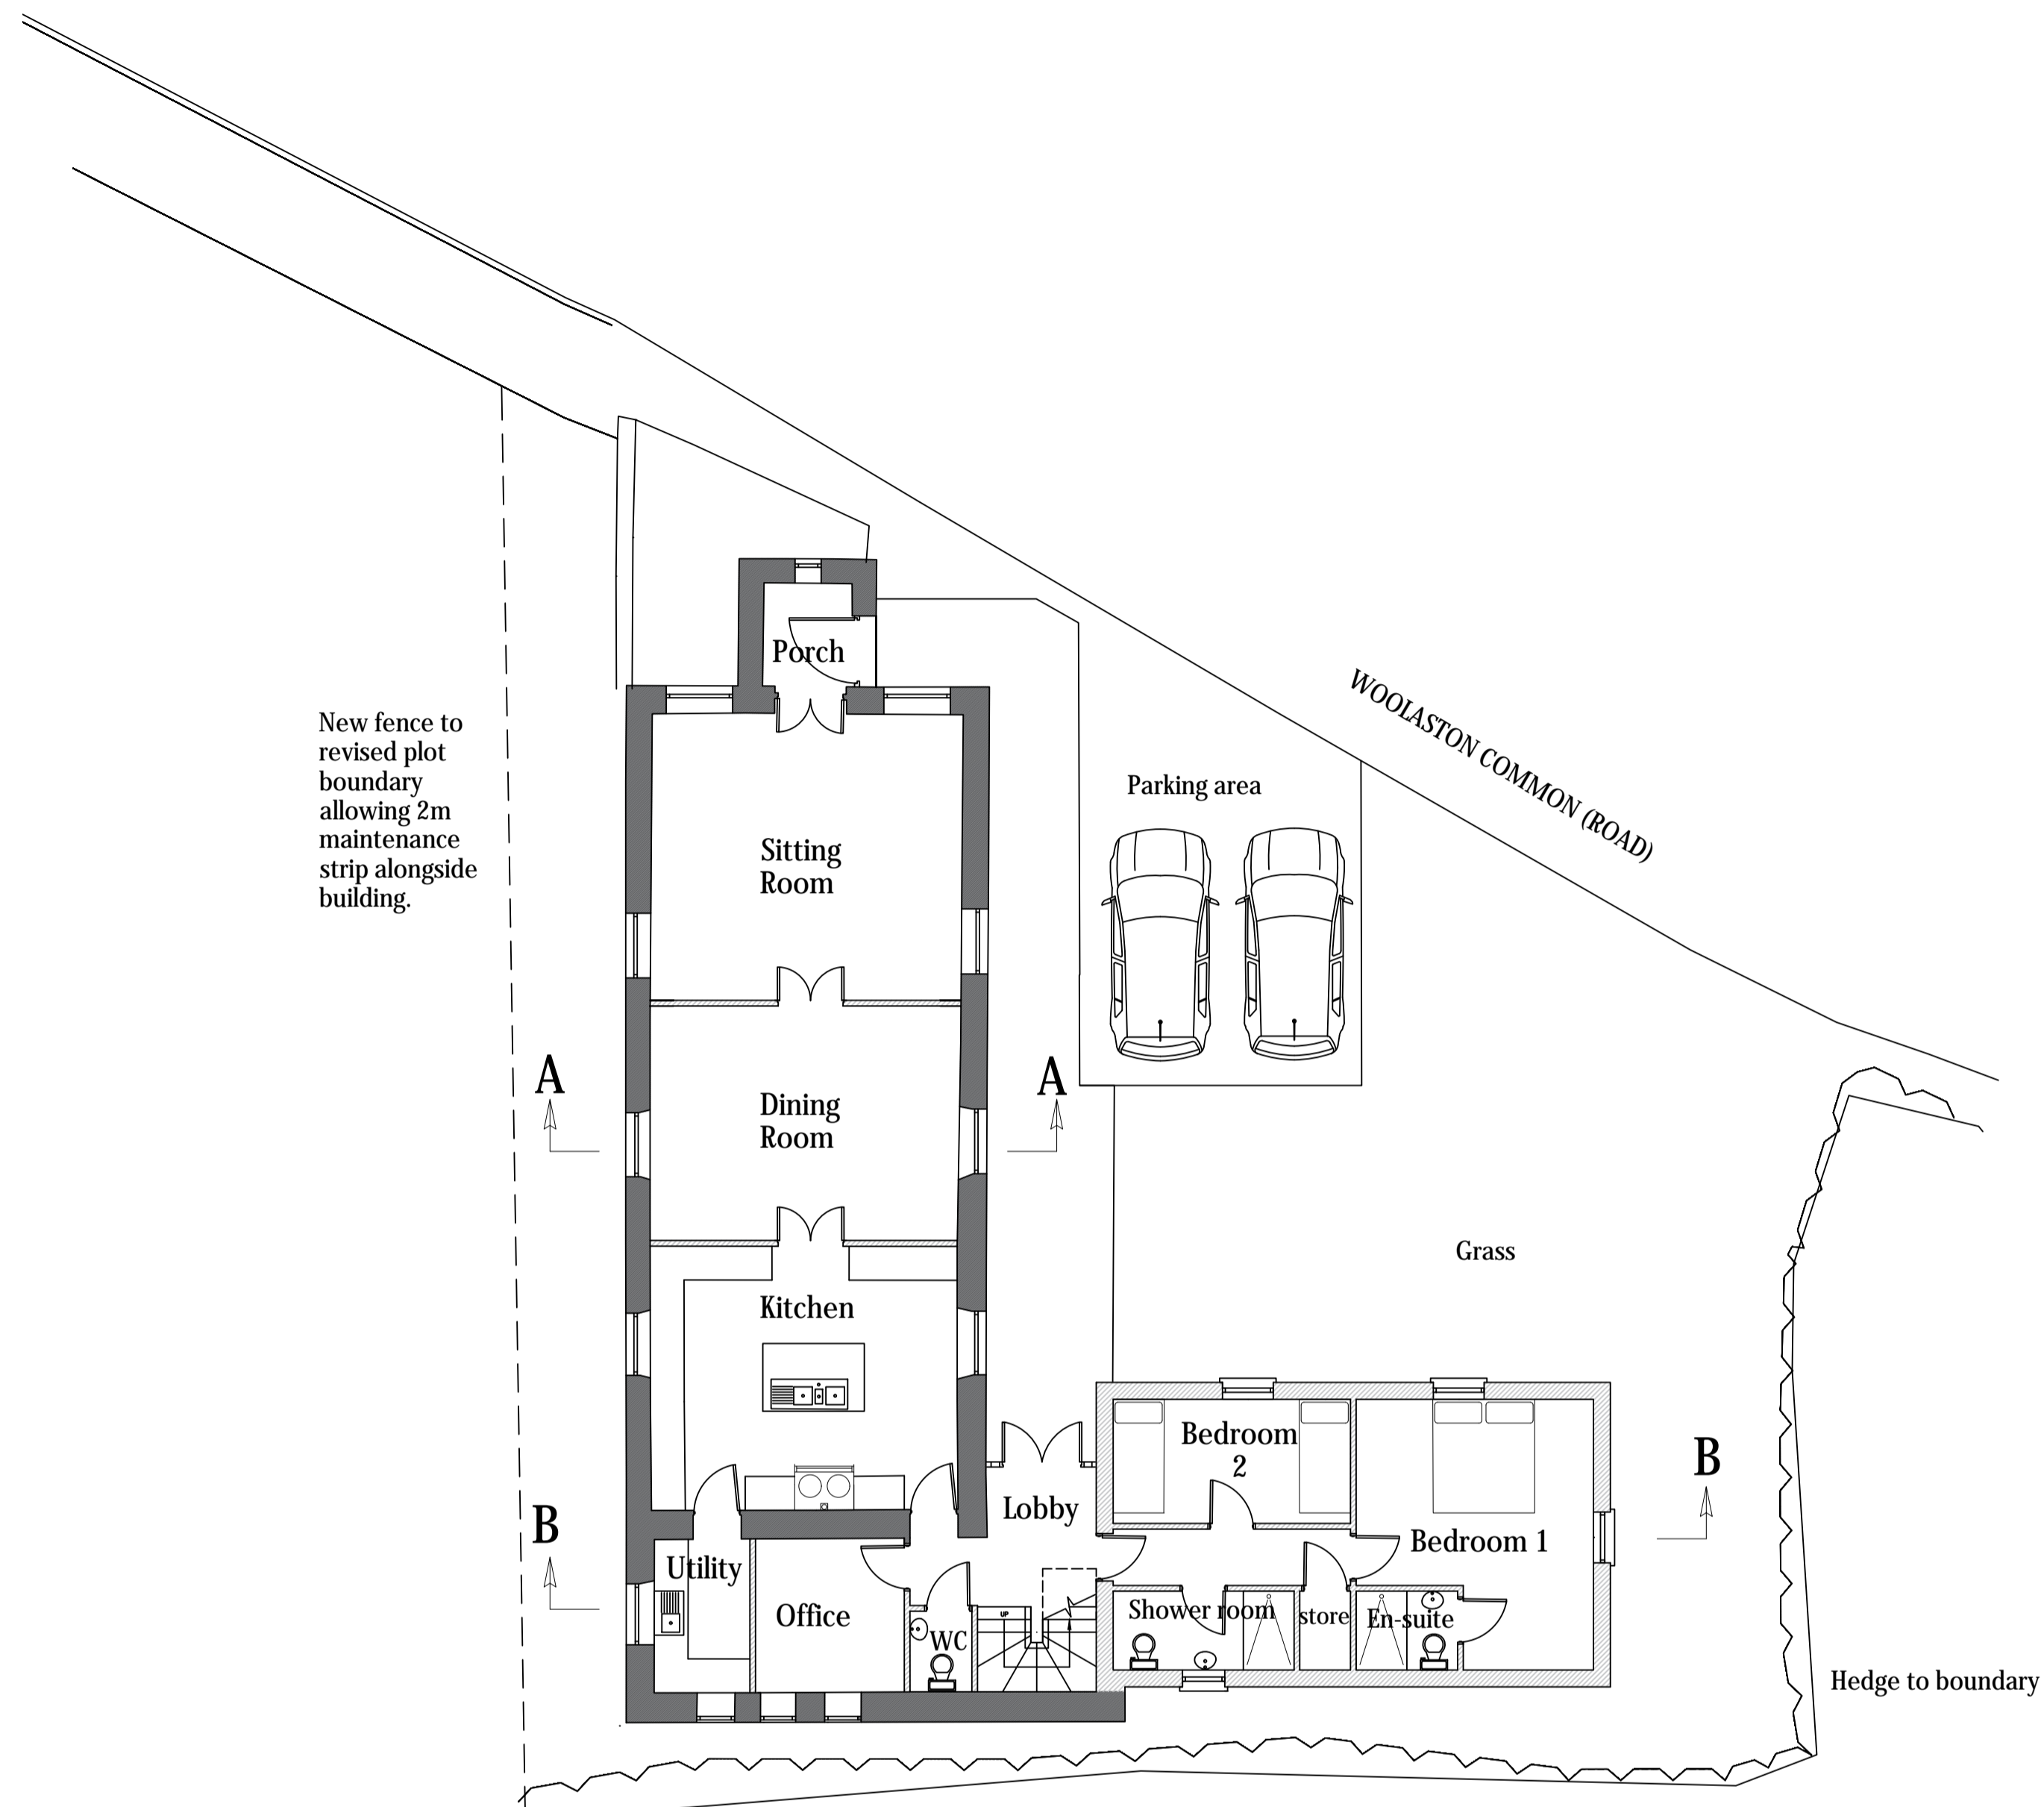 Porch
WOOLASTON COMMON (ROAD)
New fence to
revised plot
boundary
allowing 2m
maintenance
strip alongside
building.
Parking area
Sitting
Room
A
A
Dining
Room
Grass
Kitchen
Bedroom
2
B
Lobby
B
Bedroom 1
Utility
Office
UP
WC
Shower room
store
En-suite
Hedge to boundary